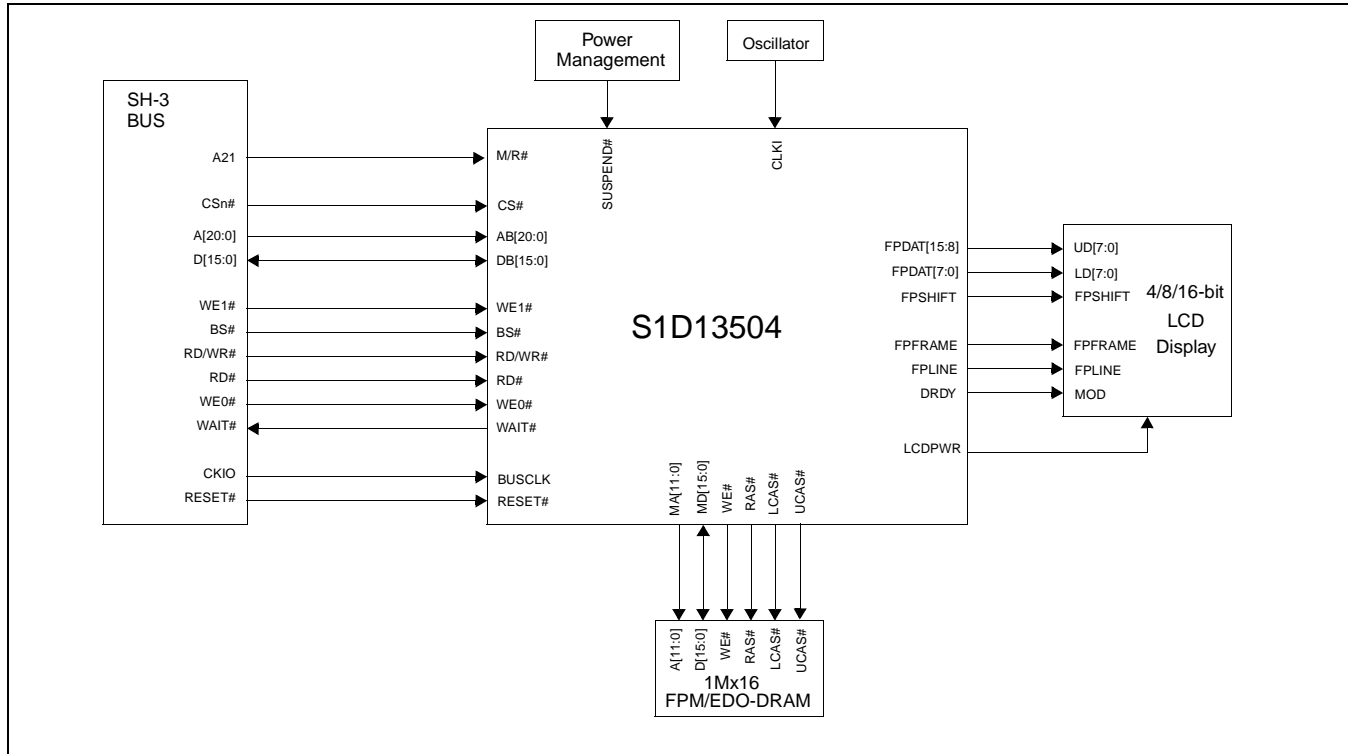 Power
Management
Oscillator
SH-3
BUS
A21
CSn#
A[20:0]
D[15:0]
WE1#
BS#
RD/WR#
RD#
WE0#
WAIT#
CKIO
RESET#
M/R#
CS#
AB[20:0]
DB[15:0]
WE1#
BS#
RD/WR#
RD#
WE0#
WAIT#
BUSCLK
RESET#
SUSPEND#
CLKI
S1D13504
FPDAT[15:8]
FPDAT[7:0]
FPSHIFT
FPFRAME
FPLINE
DRDY
LCDPWR
UD[7:0]
LD[7:0]
FPSHIFT
FPFRAME
FPLINE
MOD
4/8/16-bit
LCD
Display
MA[11:0]
MD[15:0]
WE#
RAS#
LCAS#
UCAS#
A[11:0]
D[15:0]
WE#
RAS#
LCAS#
UCAS#
1Mx16
FPM/EDO-DRAM